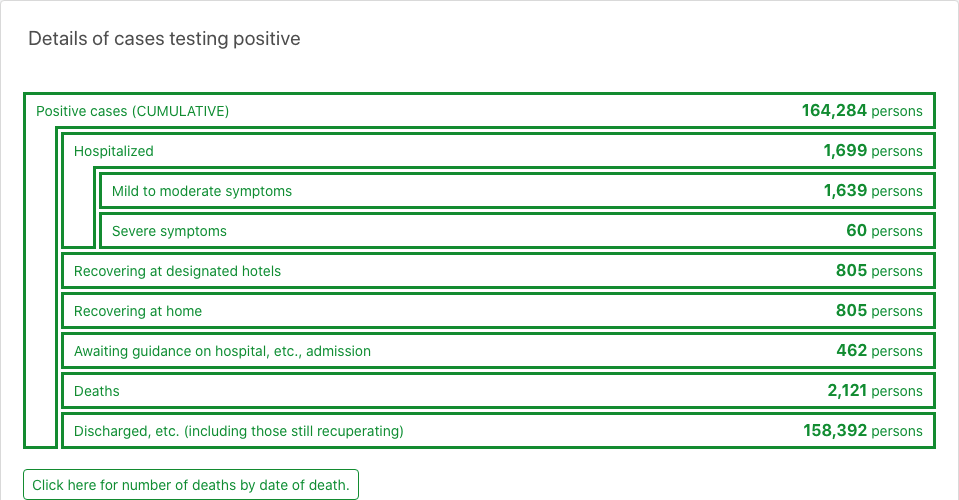 Details of cases testing positive
Positive cases (CUMULATIVE) 164,284 persons
Hospitalized 1,699 persons
Mild to moderate symptoms 1,639 persons
Severe symptoms 60 persons
Recovering at designated hotels 805 persons
Recovering at home 805 persons
Awaiting guidance on hospital, etc., admission 462 persons
Deaths 2,121 persons
Discharged, etc. (including those still recuperating) 158,392 persons
Click here for number of deaths by date of death.